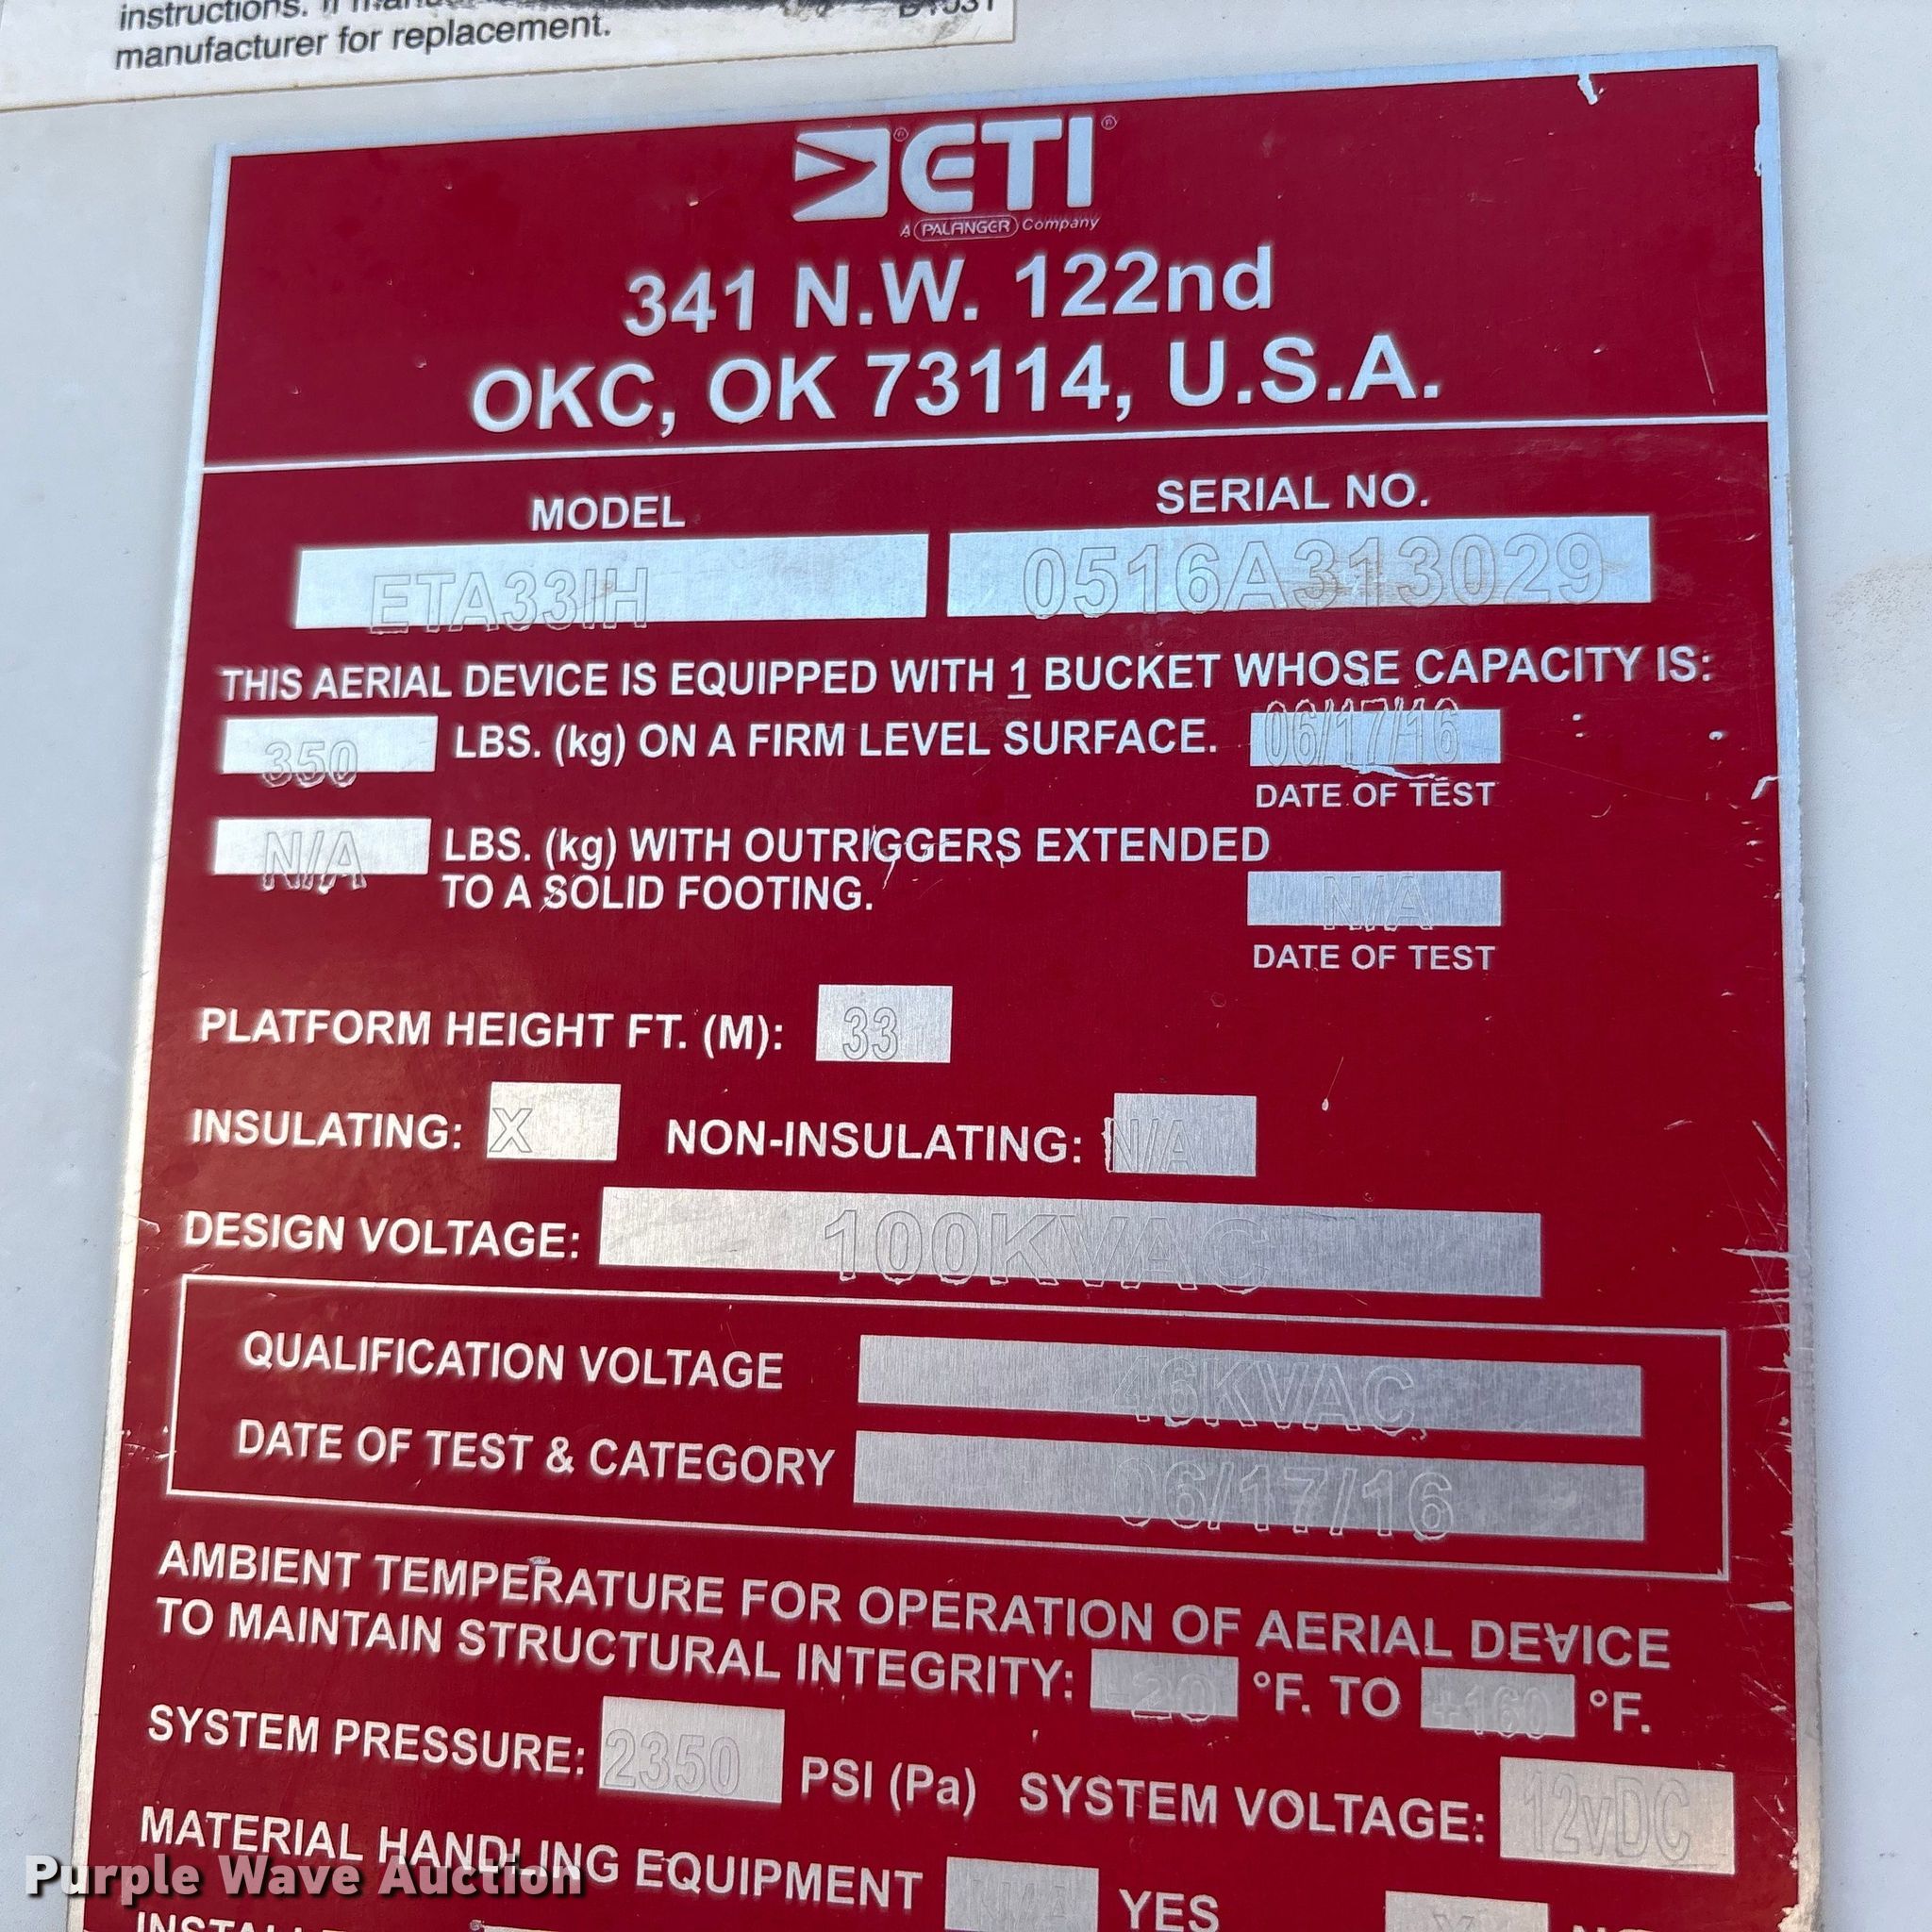 instructions. If
manufacturer for replacement.
ETI
A PALFINGER Company
341 N.W. 122nd
OKC, OK 73114, U.S.A.
MODEL SERIAL NO.
ETA33IH 0516A313029
THIS AERIAL DEVICE IS EQUIPPED WITH 1 BUCKET WHOSE CAPACITY IS:
350 LBS. (kg) ON A FIRM LEVEL SURFACE. 06/17/16
DATE OF TEST
N/A LBS. (kg) WITH OUTRIGGERS EXTENDED
TO A SOLID FOOTING. N/A
DATE OF TEST
PLATFORM HEIGHT FT. (M): 33
INSULATING: X NON-INSULATING: N/A
DESIGN VOLTAGE: 100KVAC
QUALIFICATION VOLTAGE 46KVAC
DATE OF TEST & CATEGORY 06/17/16
AMBIENT TEMPERATURE FOR OPERATION OF AERIAL DEVICE
TO MAINTAIN STRUCTURAL INTEGRITY: -20 °F. TO +160 °F.
SYSTEM PRESSURE: 2350 PSI (Pa) SYSTEM VOLTAGE: 12vDC
MATERIAL HANDLING EQUIPMENT N/A YES X
Purple Wave Auction